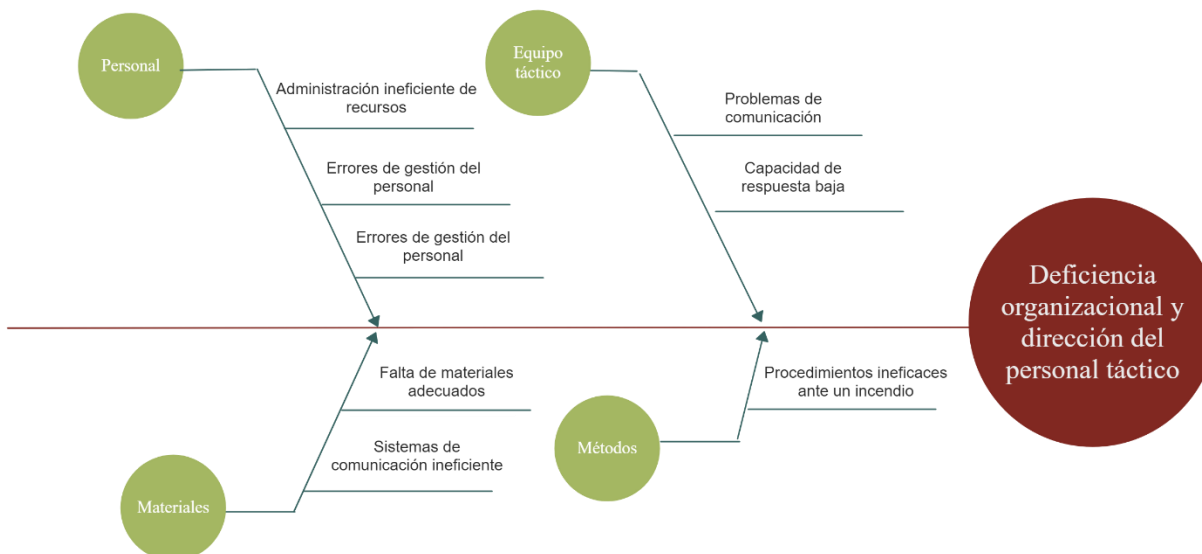 Personal
Administración ineficiente de
recursos
Errores de gestión del
personal
Errores de gestión del
personal
Equipo
táctico
Problemas de
comunicación
Capacidad de
respuesta baja
Deficiencia
organizacional y
dirección del
personal táctico
Falta de materiales
adecuados
Sistemas de
comunicación ineficiente
Materiales
Procedimientos ineficaces
ante un incendio
Métodos